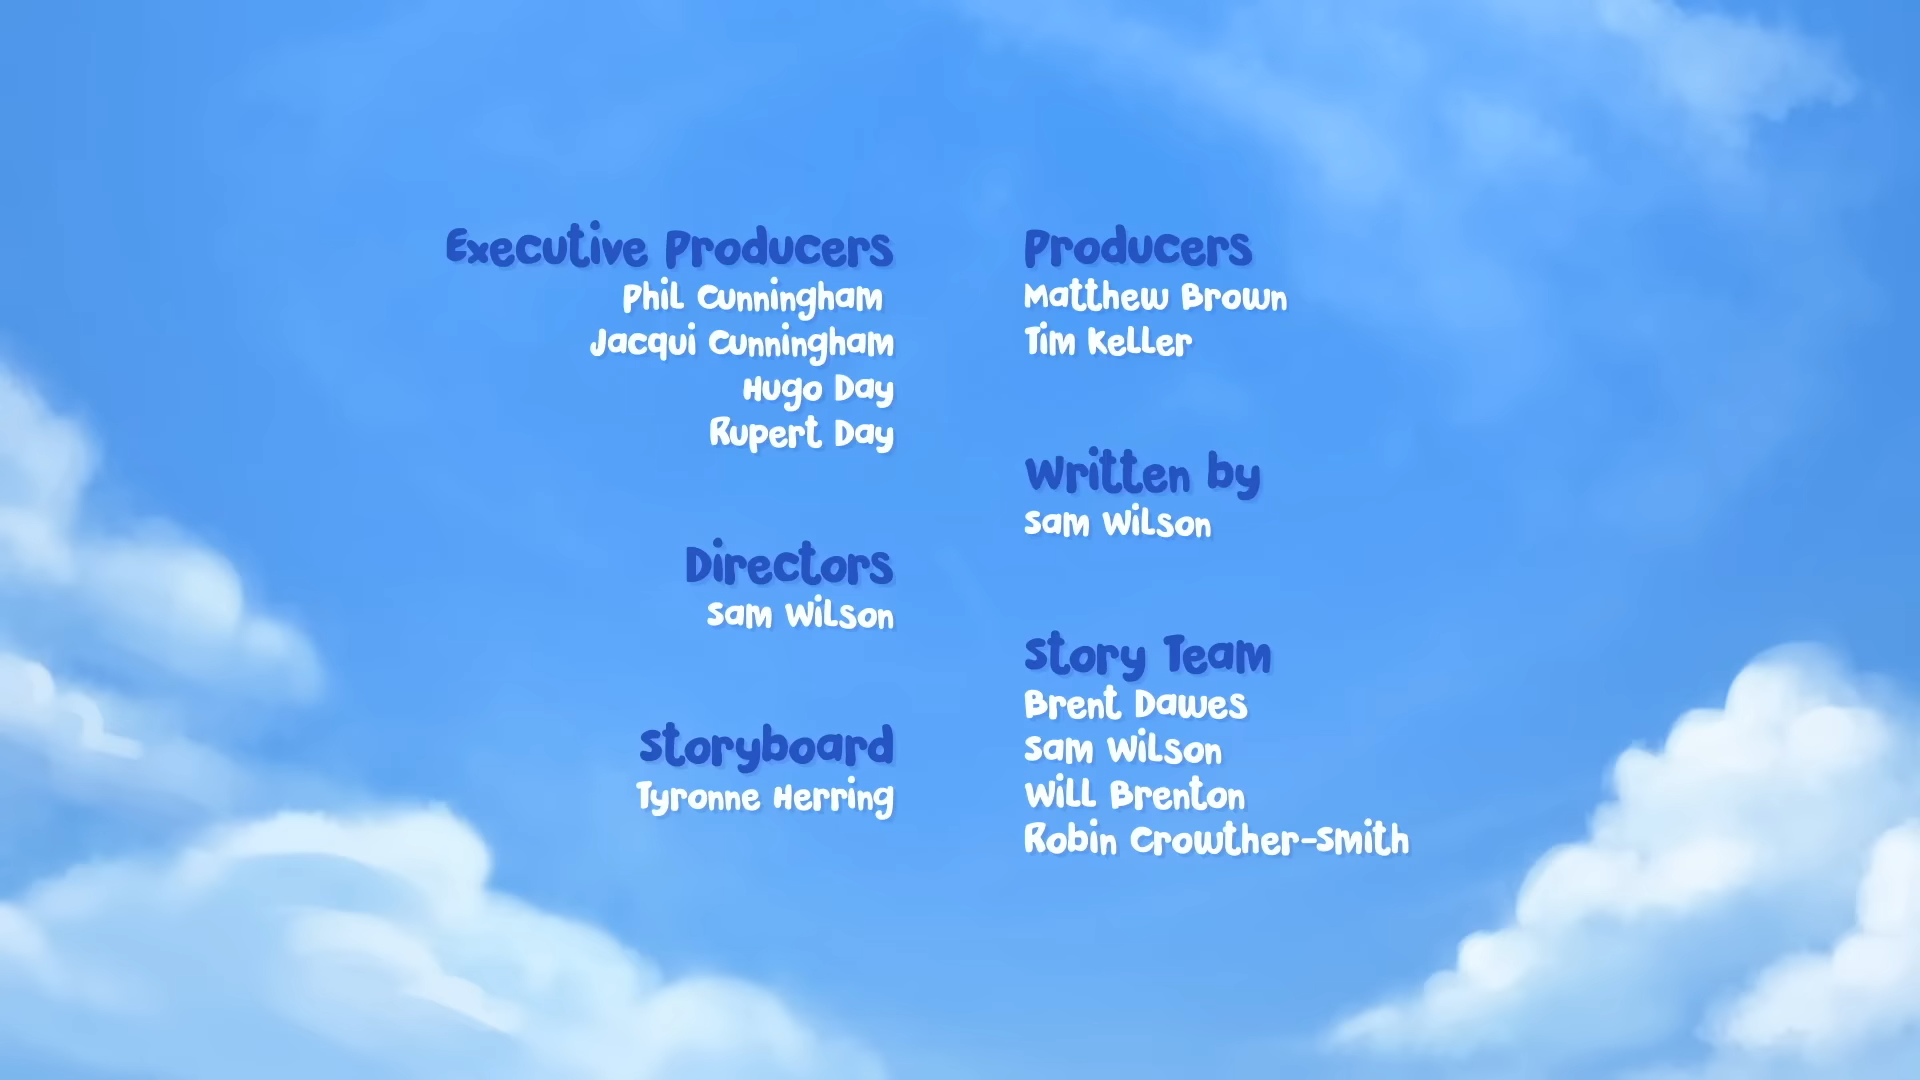 Executive Producers
Phil Cunningham
Jacqui Cunningham
Hugo Day
Rupert Day
Directors
Sam Wilson
Storyboard
Tyronne Herring
Producers
Matthew Brown
Tim Keller
Written by
Sam Wilson
Story Team
Brent Dawes
Sam Wilson
Will Brenton
Robin Crowther-Smith